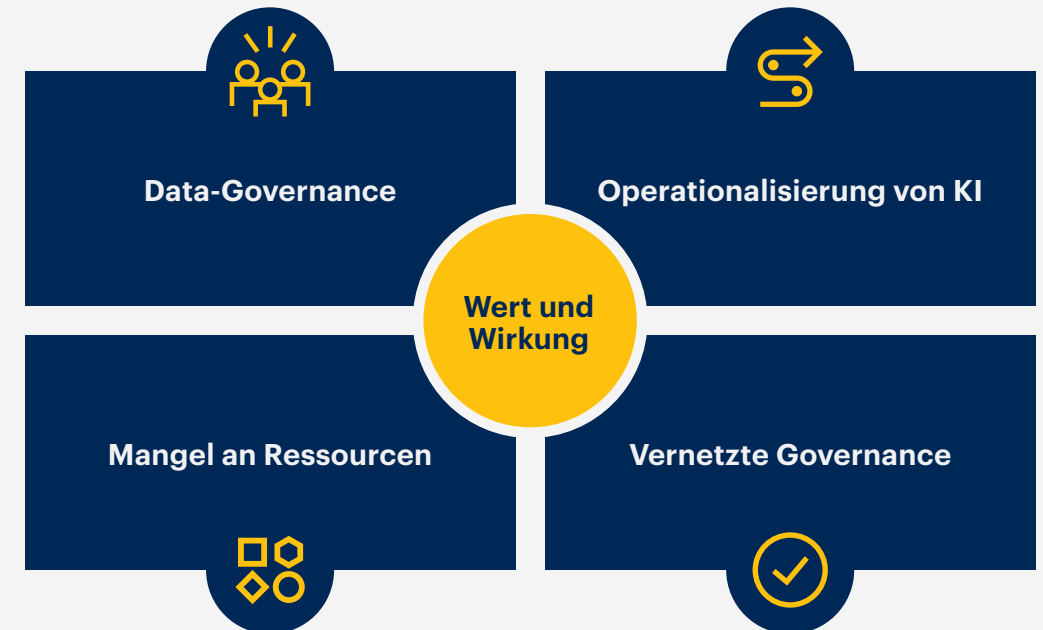 Data-Governance
Operationalisierung von KI
Wert und
Wirkung
Mangel an Ressourcen
Vernetzte Governance